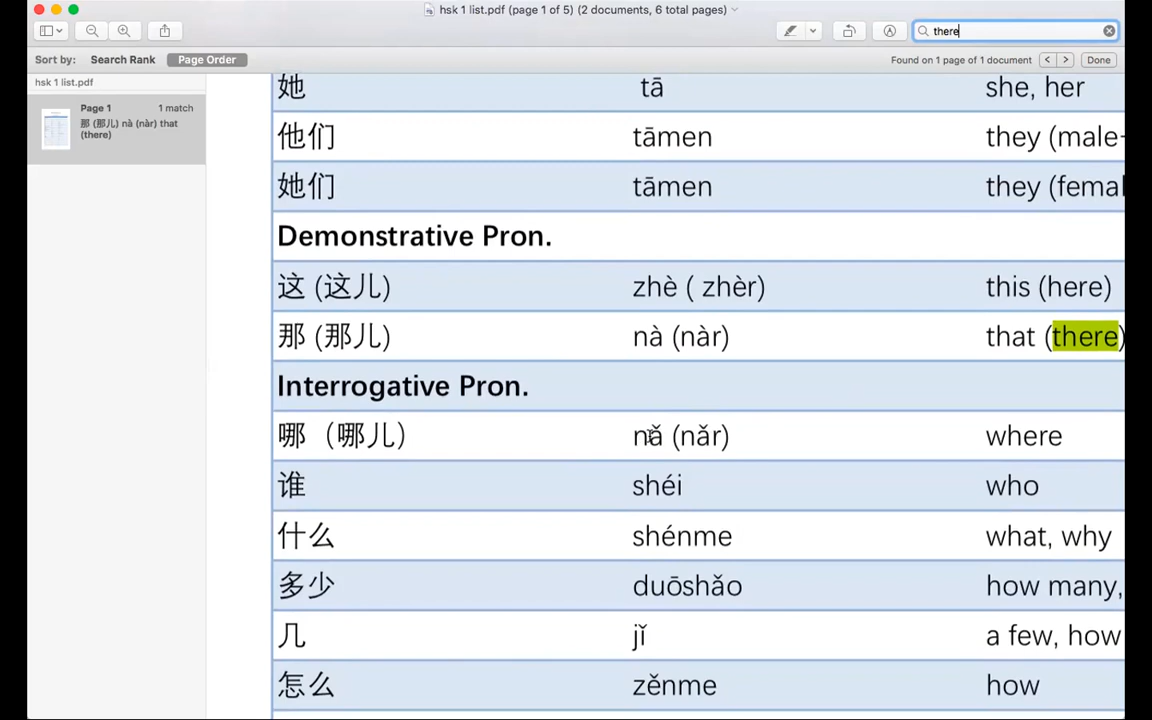 hsk 1 list.pdf (page 1 of 5) (2 documents, 6 total pages)
there
Sort by: Search Rank Page Order
Found on 1 page of 1 document
Done
hsk 1 list.pdf
Page 1 1 match
那 (那儿) nà (nàr) that
(there)
她 tā she, her
他们 tāmen they (male-
她们 tāmen they (femal
Demonstrative Pron.
这 (这儿) zhè ( zhèr) this (here)
那 (那儿) nà (nàr) that (there)
Interrogative Pron.
哪（哪儿） nǎ (nǎr) where
谁 shéi who
什么 shénme what, why
多少 duōshǎo how many,
几 jǐ a few, how
怎么 zěnme how